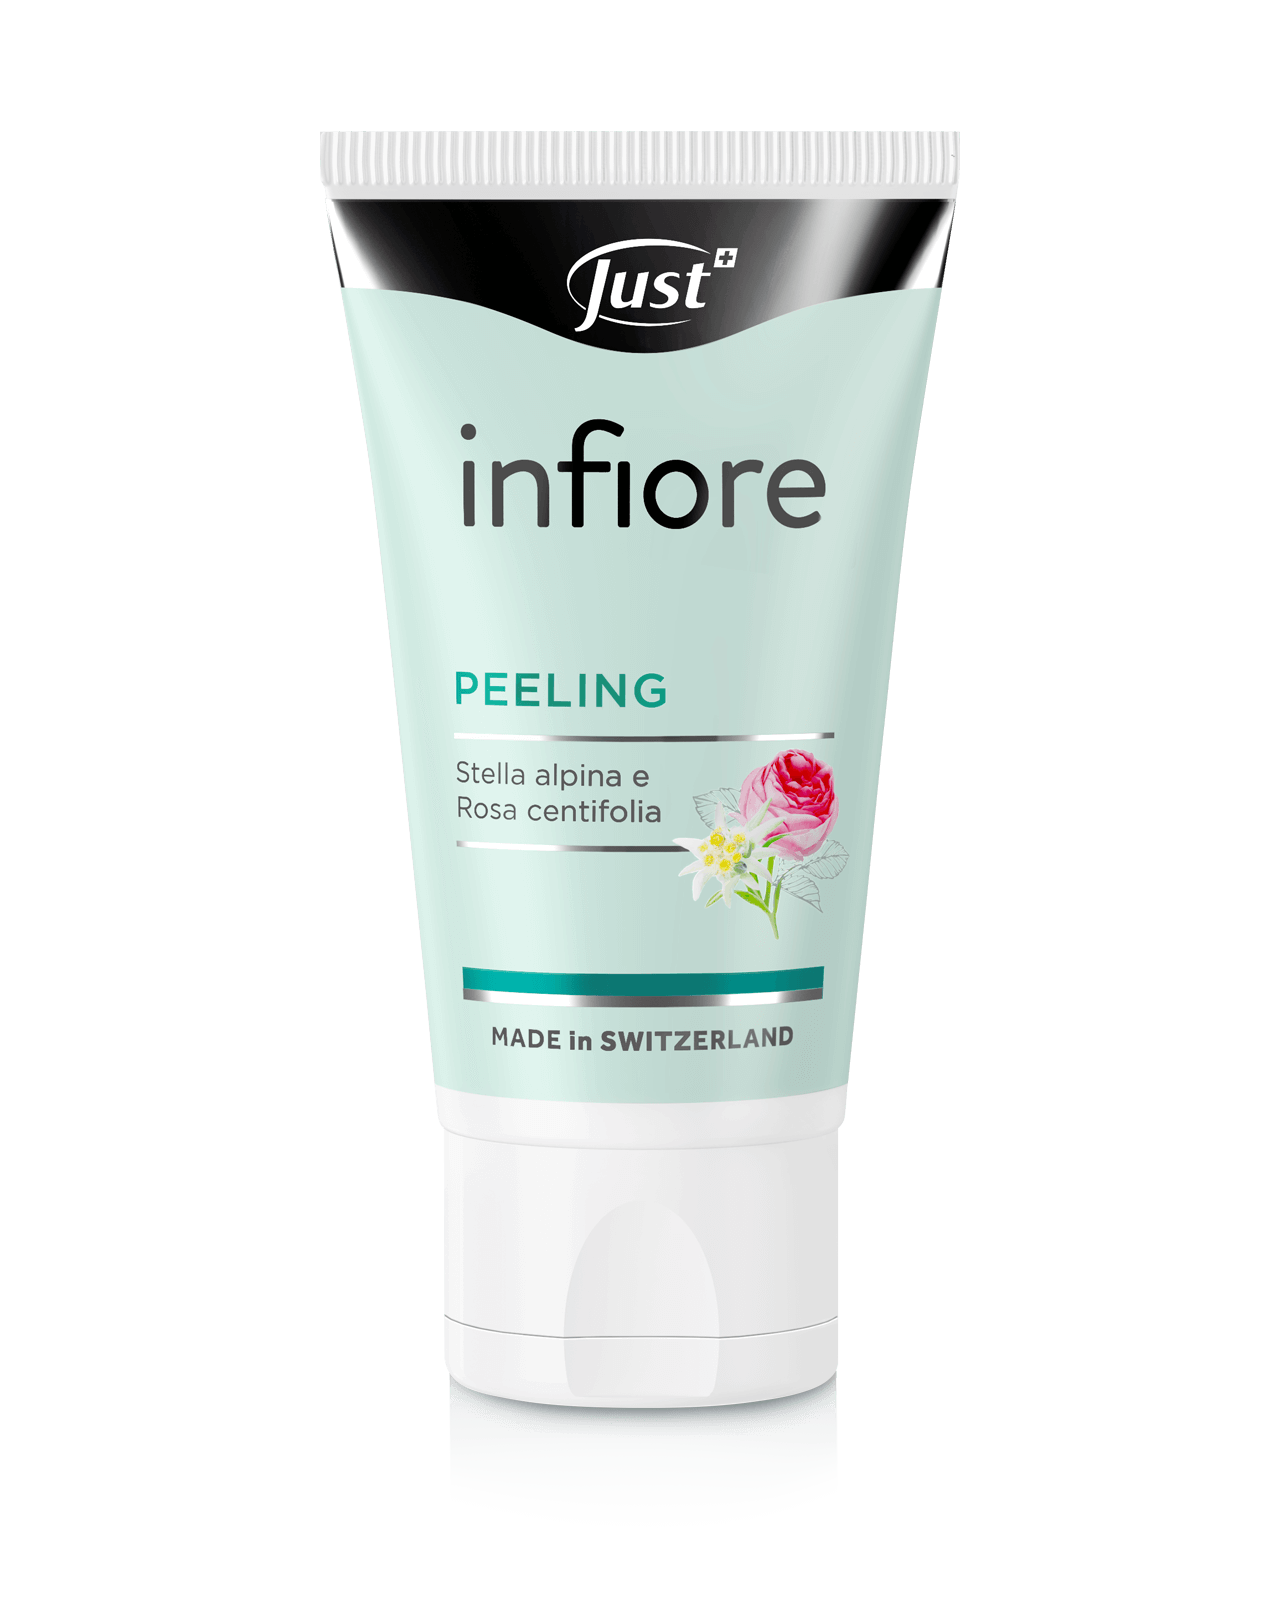 Just
infiore
PEELING
Stella alpina e
Rosa centifolia
MADE in SWITZERLAND